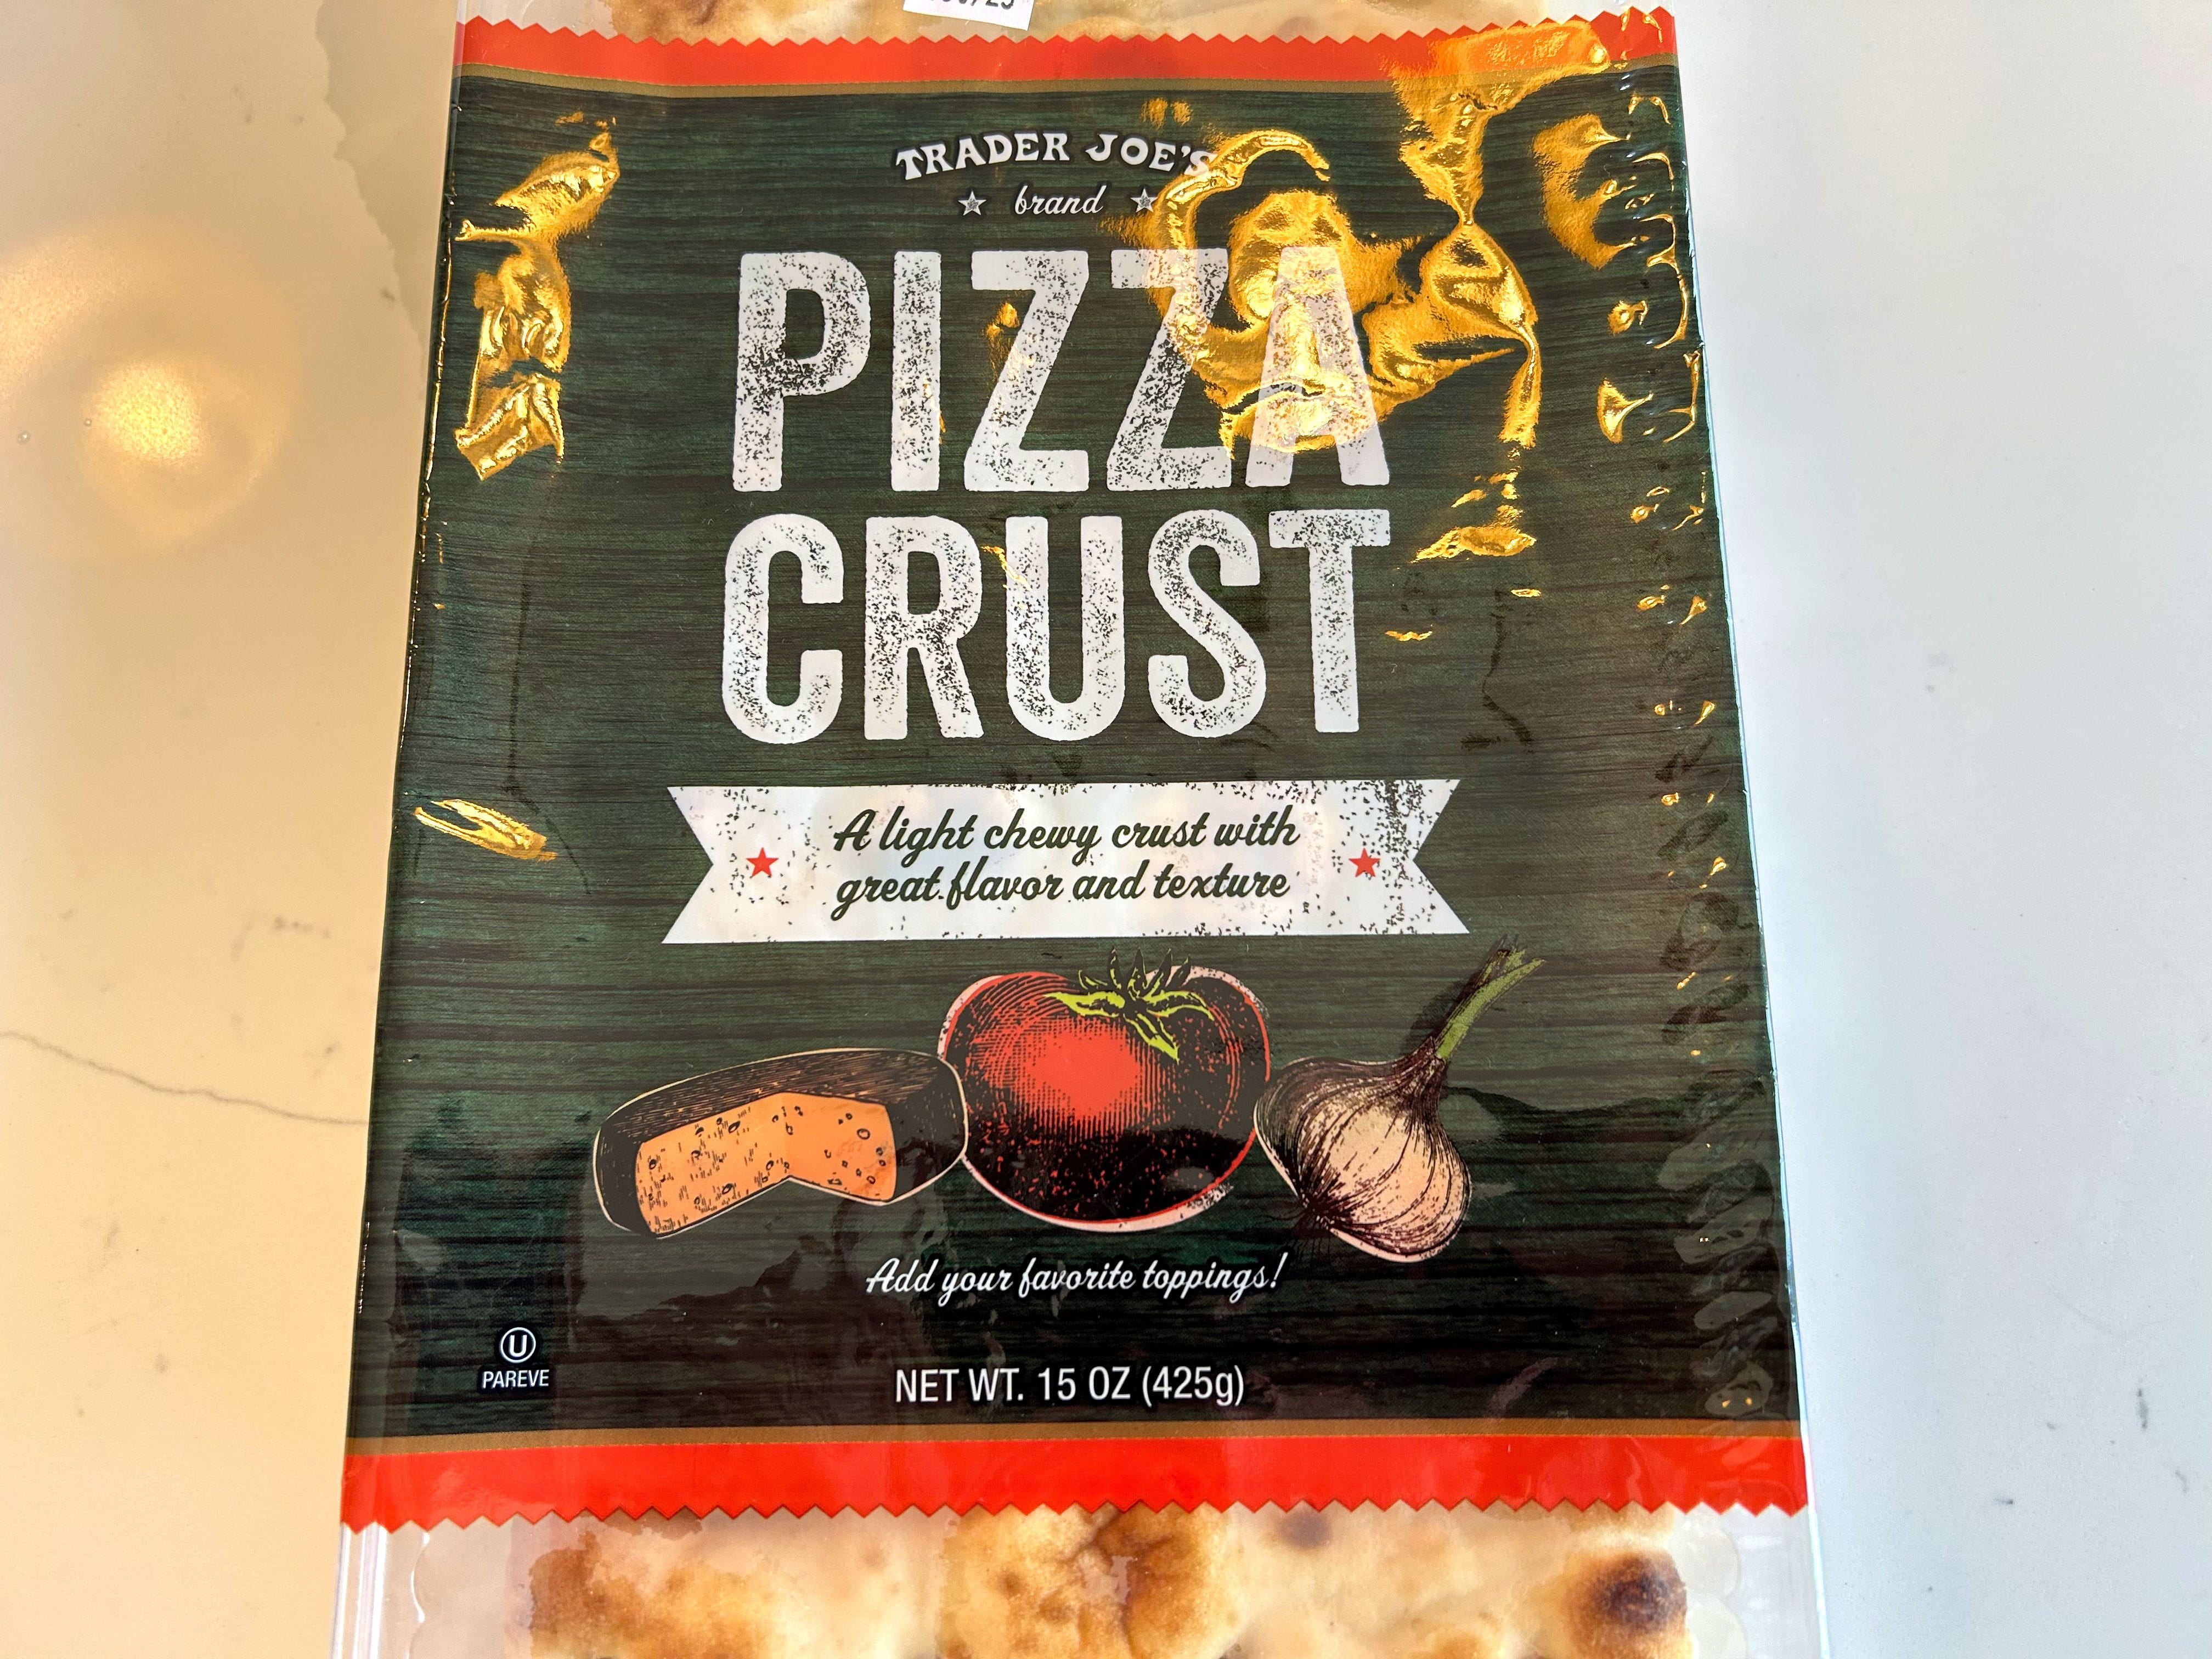 TRADER JOE'S
brand
PIZZA
CRUST
A light chewy crust with
great flavor and texture
Add your favorite toppings!
U
PAREVE
NET WT. 15 OZ (425g)